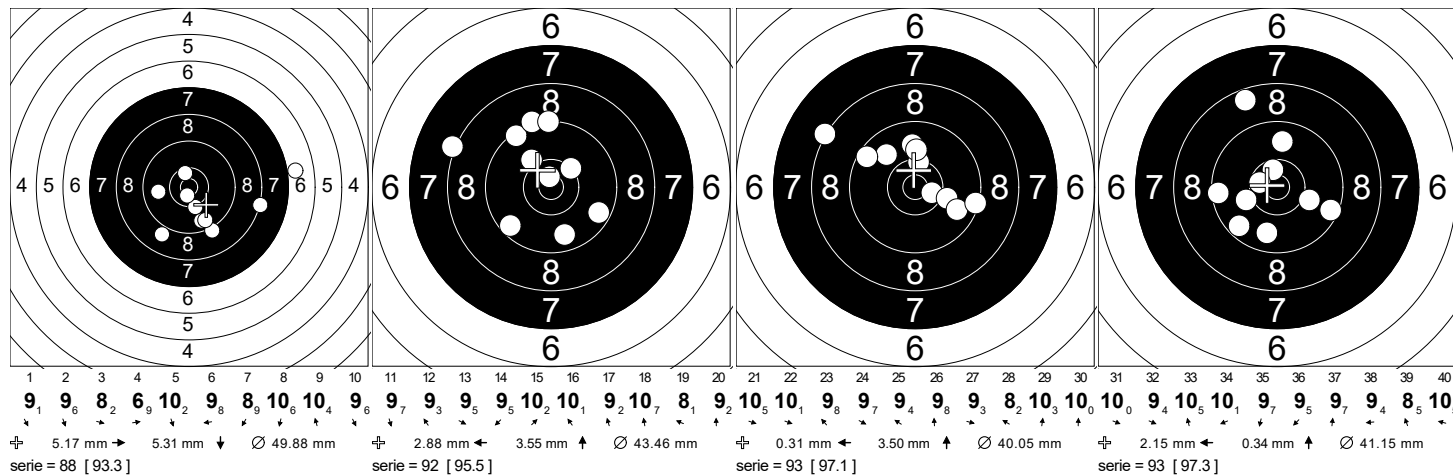 4
5
6
7
8
4 5 6 7 8 8 7 6 5 4
8
7
6
5
4
6
7
8
6 7 8 8 7 6
8
7
6
6
7
8
6 7 8 8 7 6
8
7
6
6
7
8
6 7 8 8 7 6
8
7
6
1 2 3 4 5 6 7 8 9 10
9₁ 9₆ 8₂ 6₉ 10₂ 9₈ 8₉ 10₆ 10₄ 9₆
5.17 mm → 5.31 mm ↓ ∅ 49.88 mm
serie = 88 [ 93.3 ]
11 12 13 14 15 16 17 18 19 20
9₇ 9₃ 9₅ 9₅ 10₂ 10₁ 9₂ 10₇ 8₁ 9₂
2.88 mm ← 3.55 mm ↑ ∅ 43.46 mm
serie = 92 [ 95.5 ]
21 22 23 24 25 26 27 28 29 30
10₅ 10₁ 9₈ 9₇ 9₄ 9₈ 9₃ 8₂ 10₃ 10₀
0.31 mm ← 3.50 mm ↑ ∅ 40.05 mm
serie = 93 [ 97.1 ]
31 32 33 34 35 36 37 38 39 40
10₀ 9₄ 10₅ 10₁ 9₇ 9₅ 9₇ 9₄ 8₅ 10₅
2.15 mm ← 0.34 mm ↑ ∅ 41.15 mm
serie = 93 [ 97.3 ]